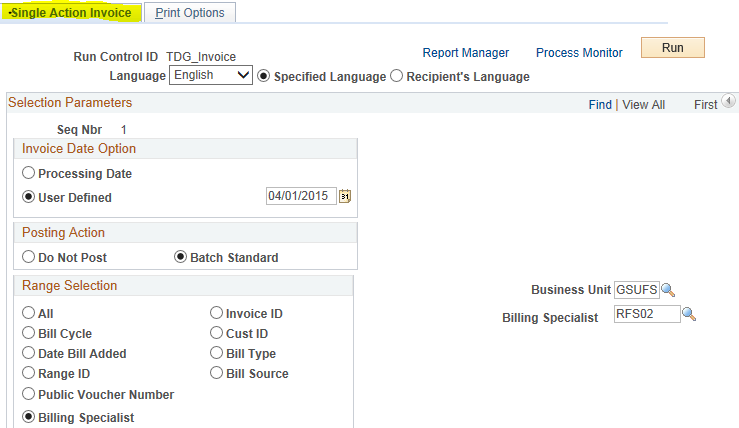 Single Action Invoice Print Options
Run Control ID TDG_Invoice Report Manager Process Monitor Run
Language English Specified Language Recipient's Language
Selection Parameters Find | View All First
Seq Nbr 1
Invoice Date Option
Processing Date
User Defined 04/01/2015 31
Posting Action
Do Not Post Batch Standard
Range Selection
Business Unit GSUFS
All Invoice ID
Billing Specialist RFS02
Bill Cycle Cust ID
Date Bill Added Bill Type
Range ID Bill Source
Public Voucher Number
Billing Specialist